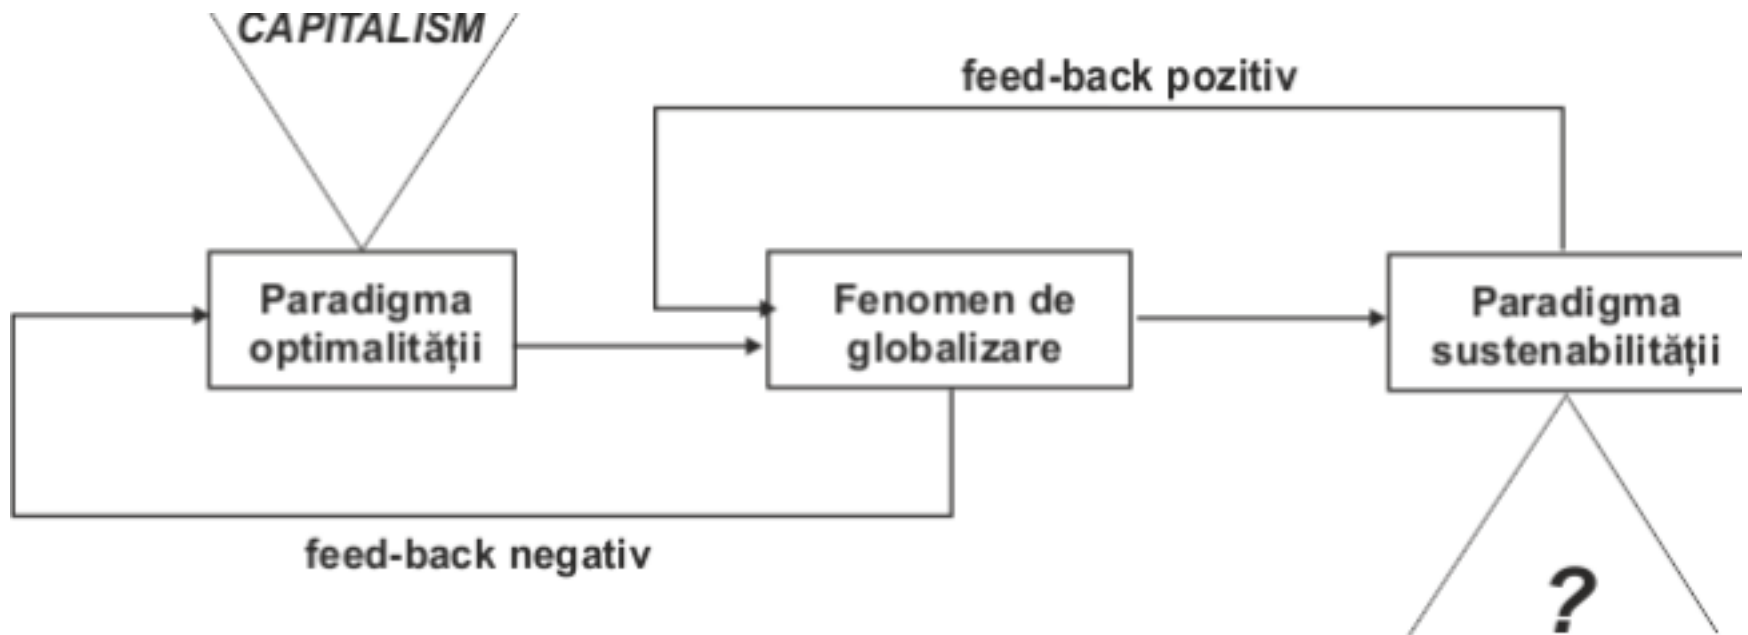 CAPITALISM
feed-back pozitiv
Paradigma
optimalității
Fenomen de
globalizare
Paradigma
sustenabilității
feed-back negativ
?